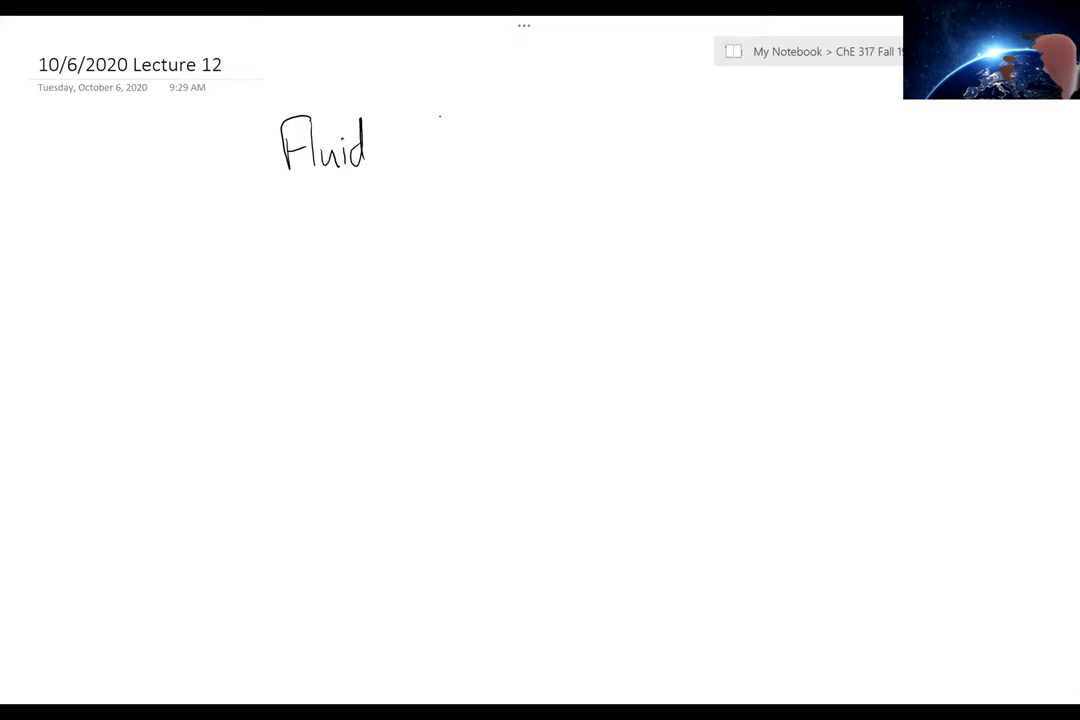 My Notebook > ChE 317 Fall
10/6/2020 Lecture 12
Tuesday, October 6, 2020 9:29 AM
Fluid